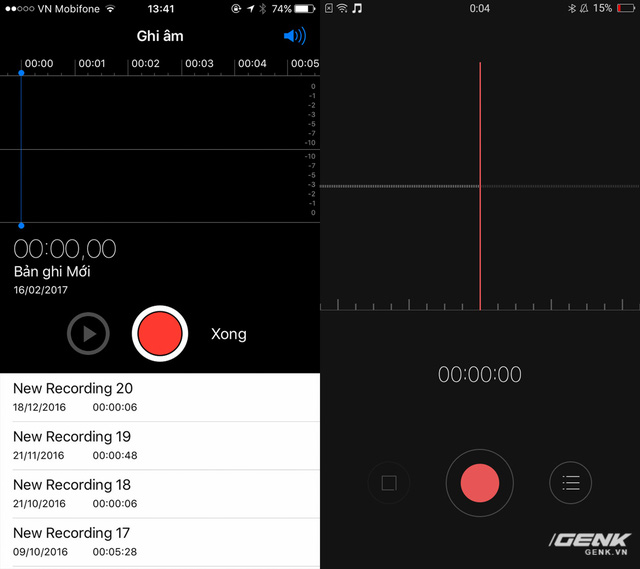 VN Mobifone 13:41 74%
Ghi âm
00:00 00:01 00:02 00:03 00:04 00:05
0
-1
-2
-3
-5
-7
-10
-10
-7
-5
-3
-2
-1
0
00:00,00
Bản ghi Mới
16/02/2017
Xong
New Recording 20
18/12/2016 00:00:06
New Recording 19
21/11/2016 00:00:48
New Recording 18
21/10/2016 00:00:06
New Recording 17
09/10/2016 00:05:28
0:04 15%
00:00:00
GENK
GENK.VN